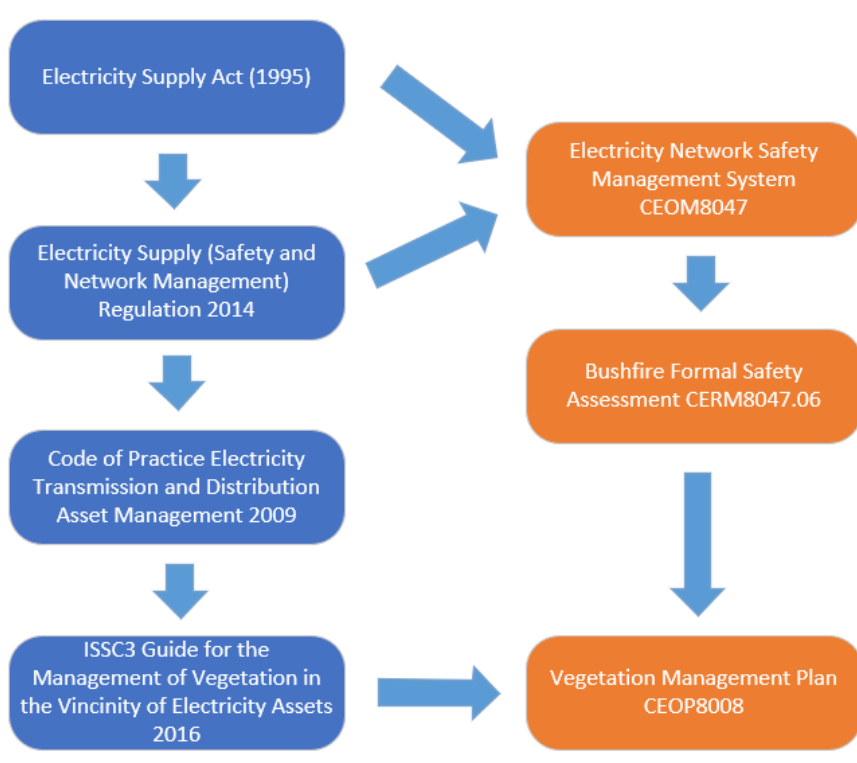 Electricity Supply Act (1995)
Electricity Supply (Safety and
Network Management)
Regulation 2014
Code of Practice Electricity
Transmission and Distribution
Asset Management 2009
ISSC3 Guide for the
Management of Vegetation in
the Vincinity of Electricity Assets
2016
Electricity Network Safety
Management System
CEOM8047
Bushfire Formal Safety
Assessment CERM8047.06
Vegetation Management Plan
CEOP8008